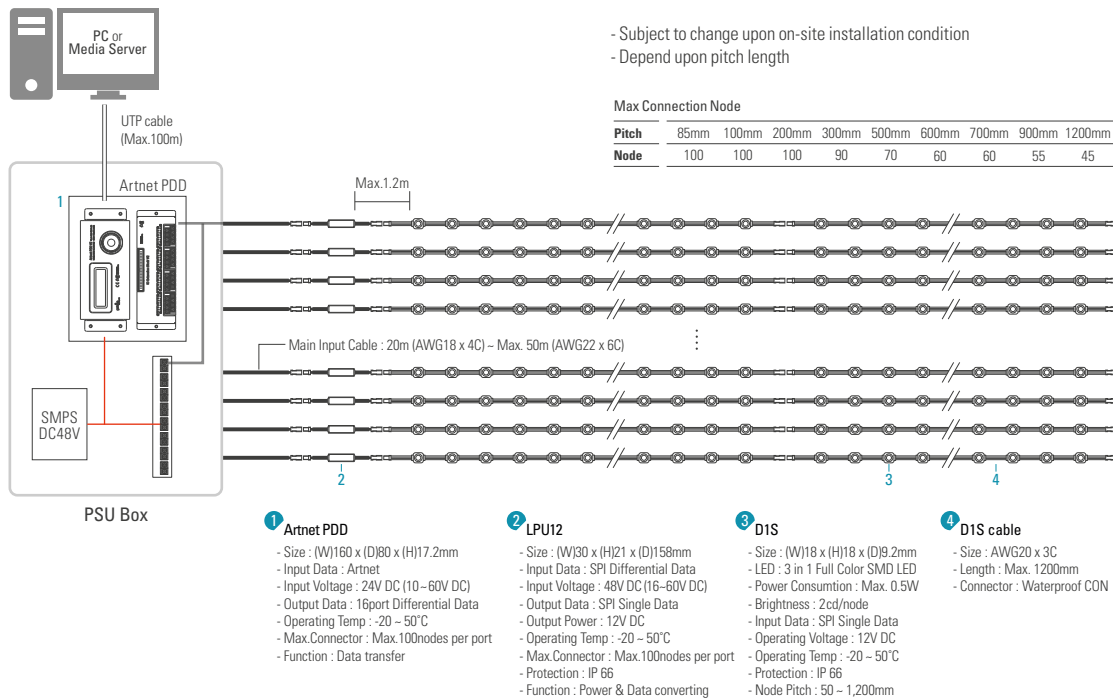 PC or
Media Server
- Subject to change upon on-site installation condition
- Depend upon pitch length
UTP cable
(Max.100m)
Max Connection Node
Pitch 85mm 100mm 200mm 300mm 500mm 600mm 700mm 900mm 1200mm
Node 100 100 100 90 70 60 60 55 45
1
Artnet PDD
Max.1.2m
Main Input Cable : 20m (AWG18 x 4C) ~ Max. 50m (AWG22 x 6C)
SMPS
DC48V
2
3
4
PSU Box
1 Artnet PDD
- Size : (W)160 x (D)80 x (H)17.2mm
- Input Data : Artnet
- Input Voltage : 24V DC (10~60V DC)
- Output Data : 16port Differential Data
- Operating Temp : -20 ~ 50˚C
- Max.Connector : Max.100nodes per port
- Function : Data transfer
2 LPU12
- Size : (W)30 x (H)21 x (D)158mm
- Input Data : SPI Differential Data
- Input Voltage : 48V DC (16~60V DC)
- Output Data : SPI Single Data
- Output Power : 12V DC
- Operating Temp : -20 ~ 50˚C
- Max.Connector : Max.100nodes per port
- Protection : IP 66
- Function : Power & Data converting
3 D1S
- Size : (W)18 x (H)18 x (D)9.2mm
- LED : 3 in 1 Full Color SMD LED
- Power Consumtion : Max. 0.5W
- Brightness : 2cd/node
- Input Data : SPI Single Data
- Operating Voltage : 12V DC
- Operating Temp : -20 ~ 50˚C
- Protection : IP 66
- Node Pitch : 50 ~ 1,200mm
4 D1S cable
- Size : AWG20 x 3C
- Length : Max. 1200mm
- Connector : Waterproof CON